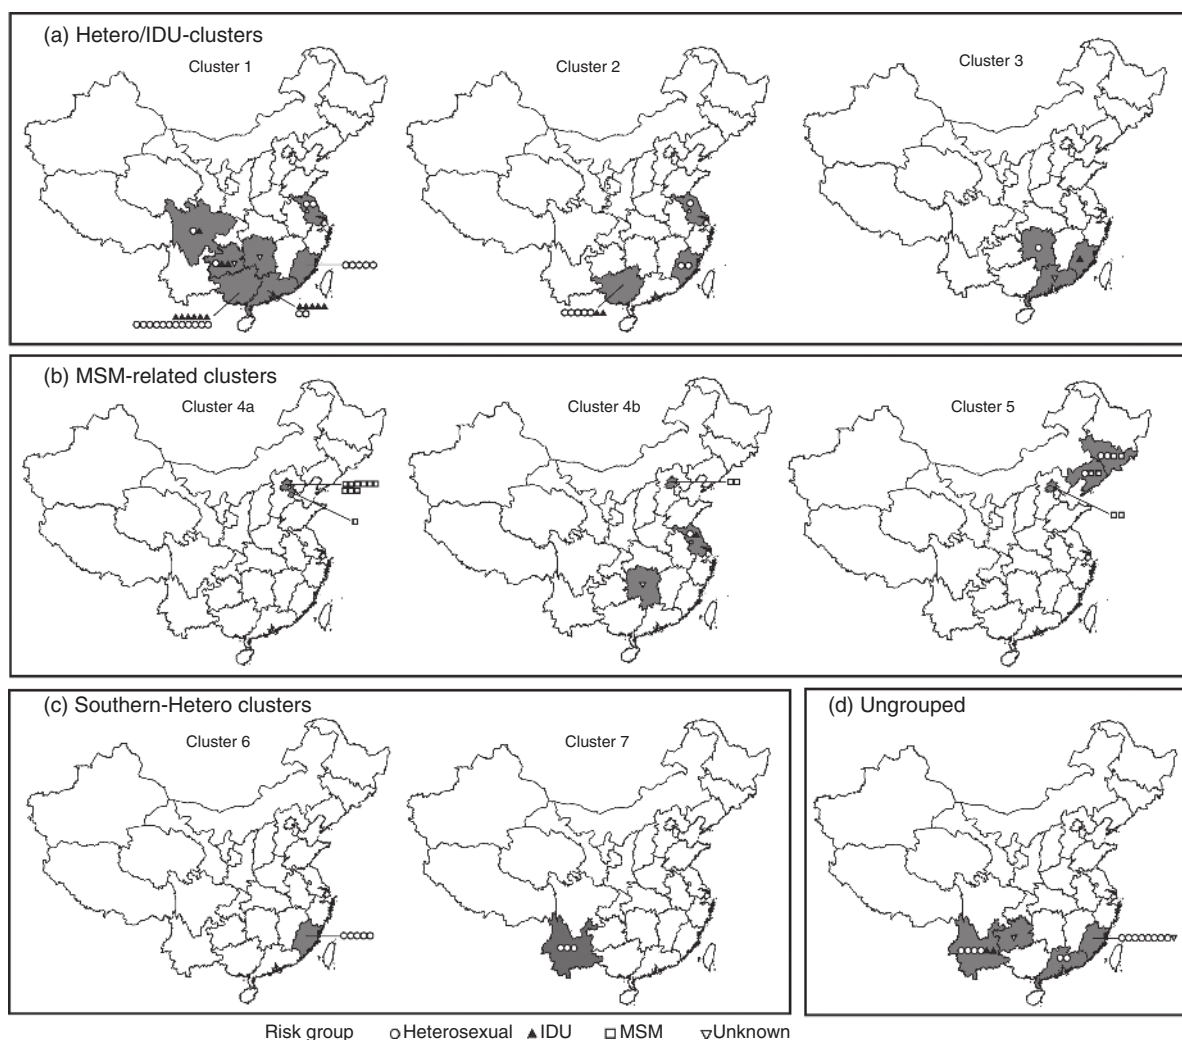 (a) Hetero/IDU-clusters
Cluster 1
Cluster 2
Cluster 3
(b) MSM-related clusters
Cluster 4a
Cluster 4b
Cluster 5
(c) Southern-Hetero clusters
Cluster 6
Cluster 7
(d) Ungrouped
Risk group Heterosexual IDU MSM Unknown